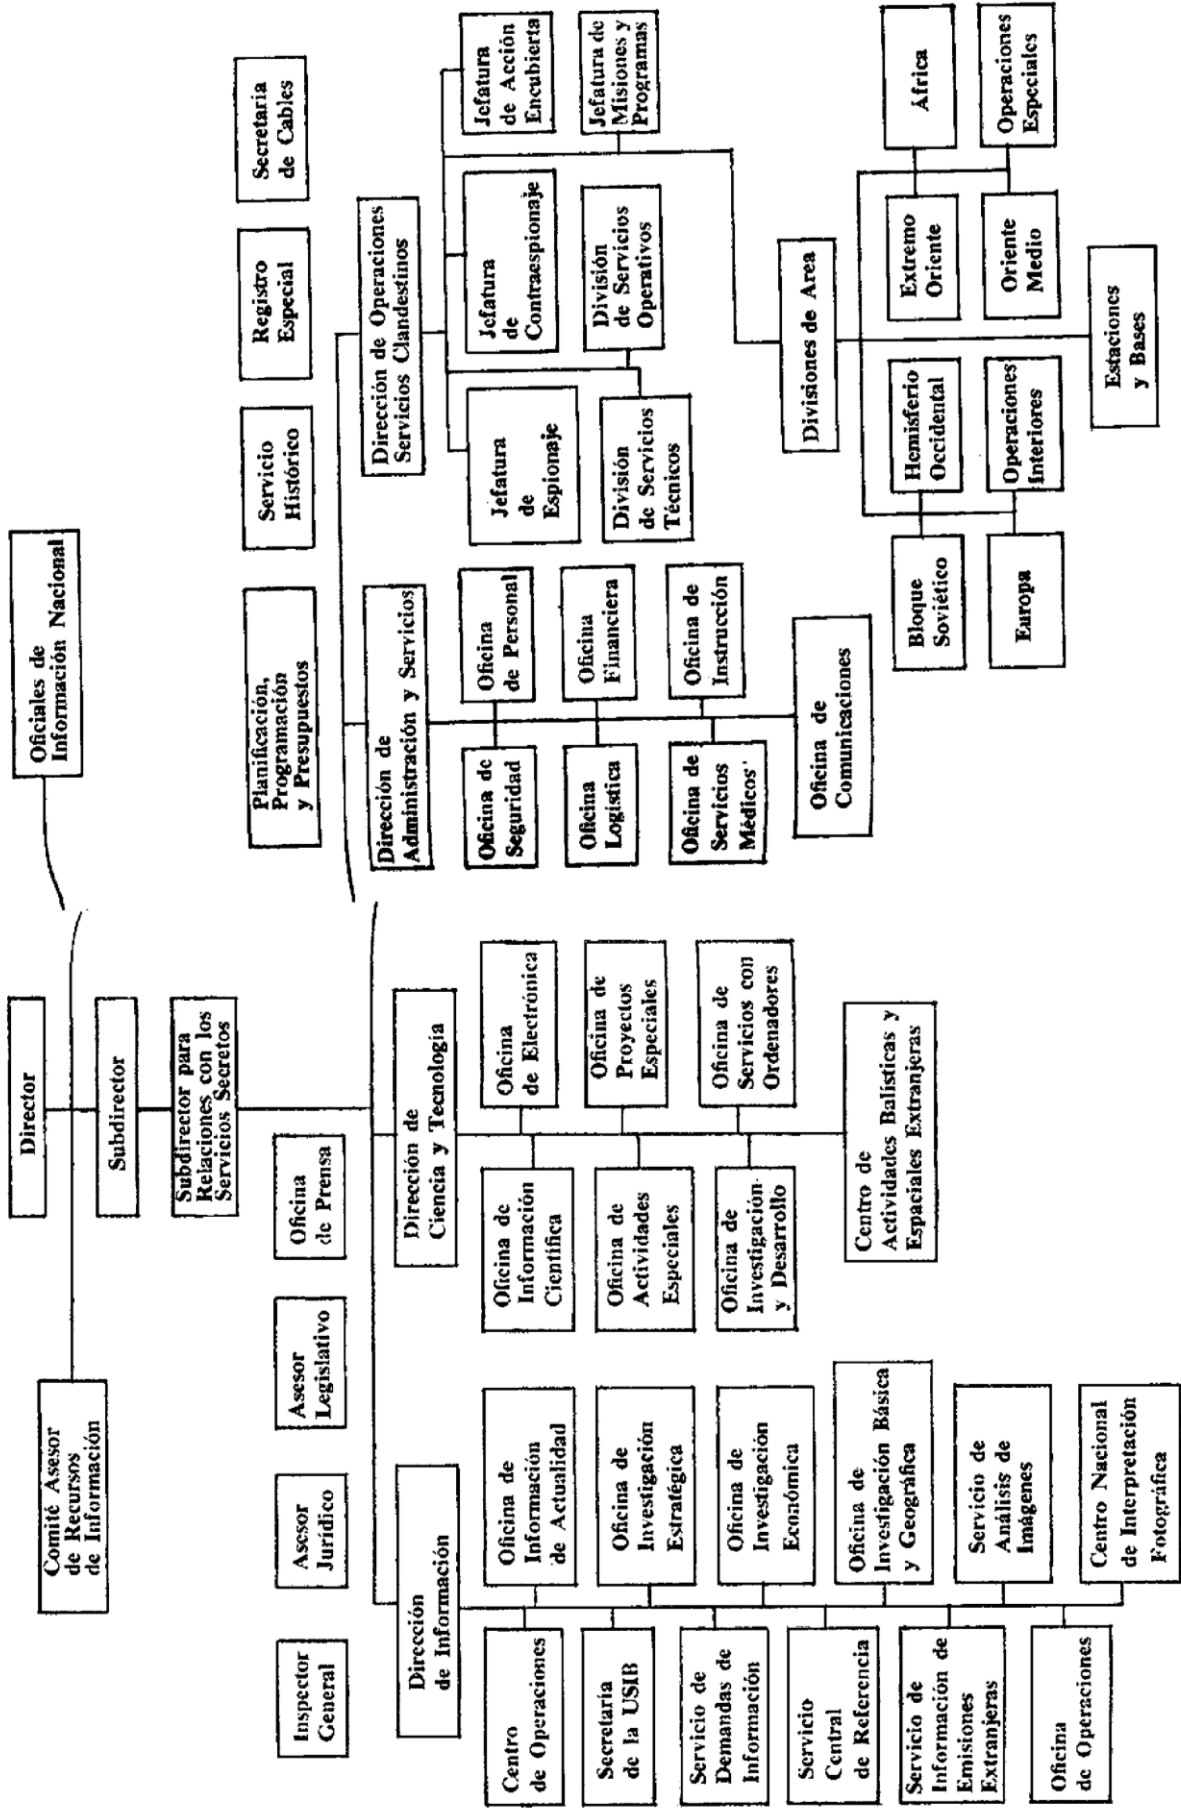 Director
Comité Asesor
de Recursos
de Información
Oficiales de
Información Nacional
Subdirector
Subdirector para
Relaciones con los
Servicios Secretos
Inspector
General
Asesor
Jurídico
Asesor
Legislativo
Oficina
de Prensa
Planificación,
Programación
y Presupuestos
Servicio
Histórico
Registro
Especial
Secretaria
de Cables
Dirección
de Información
Dirección de
Ciencia y Tecnología
Dirección de
Administración y Servicios
Dirección de Operaciones
Servicios Clandestinos
Centro
de Operaciones
Oficina de
Información
de Actualidad
Secretaría
de la USIB
Oficina de
Investigación
Estratégica
Servicio de
Demandas de
Información
Oficina de
Investigación
Económica
Servicio
Central
de Referencia
Oficina de
Investigación Básica
y Geográfica
Servicio de
Información de
Emisiones
Extranjeras
Servicio de
Análisis de
Imágenes
Oficina
de Operaciones
Centro Nacional
de Interpretación
Fotográfica
Oficina de
Información
Científica
Oficina
de Electrónica
Oficina de
Actividades
Especiales
Oficina de
Proyectos
Especiales
Oficina de
Investigación
y Desarrollo
Oficina de
Servicios con
Ordenadores
Centro de
Actividades Balísticas y
Espaciales Extranjeras
Oficina de
Seguridad
Oficina
de Personal
Oficina
Logística
Oficina
Financiera
Oficina de
Servicios
Médicos
Oficina de
Instrucción
Oficina de
Comunicaciones
Jefatura
de
Espionaje
Jefatura
de
Contraespionaje
Jefatura
de Acción
Encubierta
División
de Servicios
Técnicos
División
de Servicios
Operativos
Jefatura de
Misiones y
Programas
Divisiones de Area
Bloque
Soviético
Hemisferio
Occidental
Extremo
Oriente
África
Europa
Operaciones
Interiores
Oriente
Medio
Operaciones
Especiales
Estaciones
y Bases